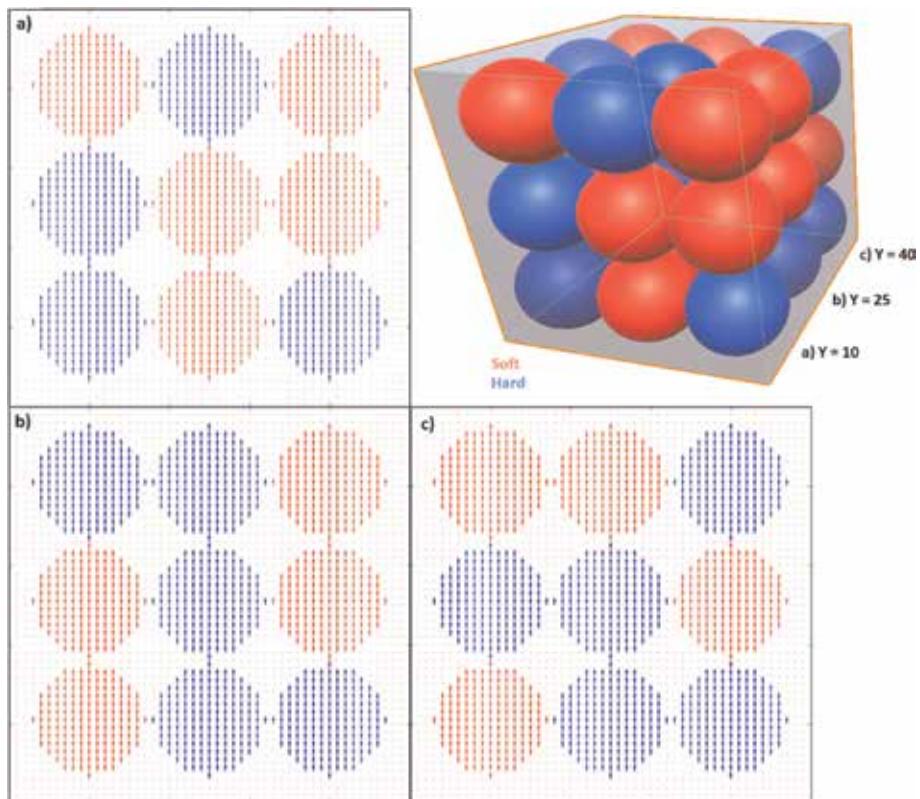 a)
c) Y = 40
b) Y = 25
a) Y = 10
Soft
Hard
b)
c)